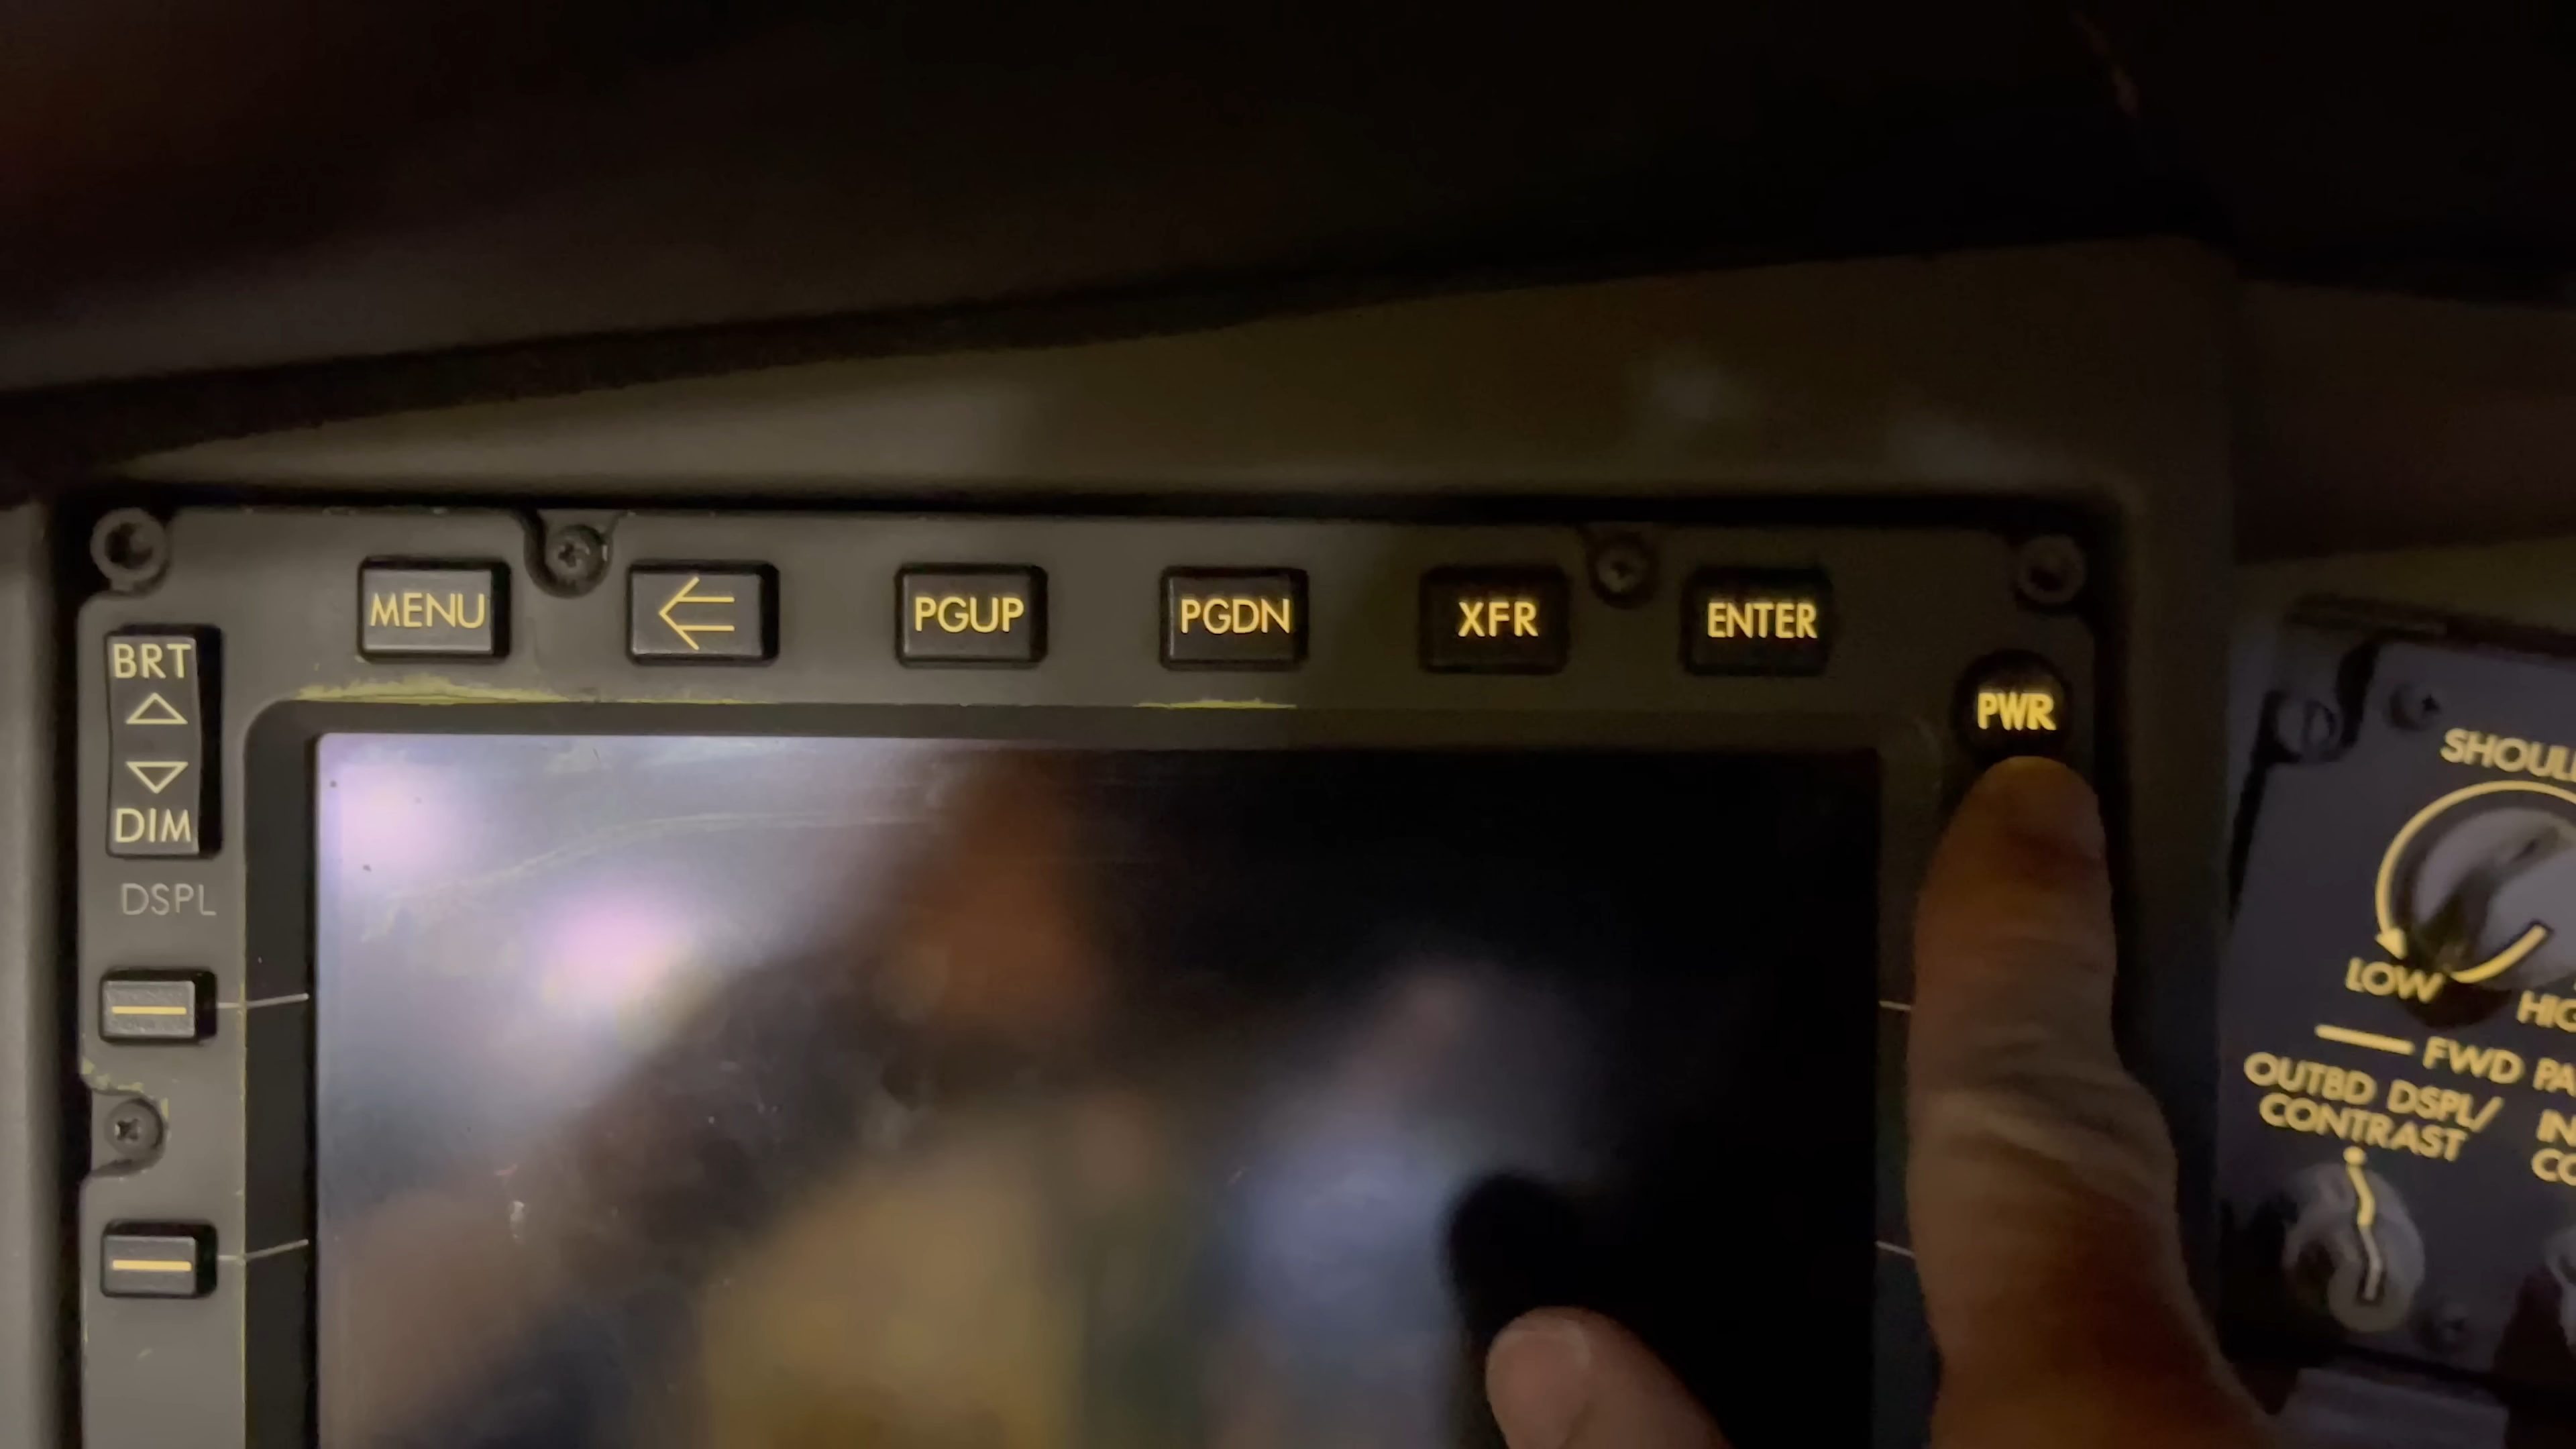 MENU
PGUP
PGDN
XFR
ENTER
PWR
BRT
DIM
DSPL
LOW
FWD
OUTBD DSPL/
CONTRAST